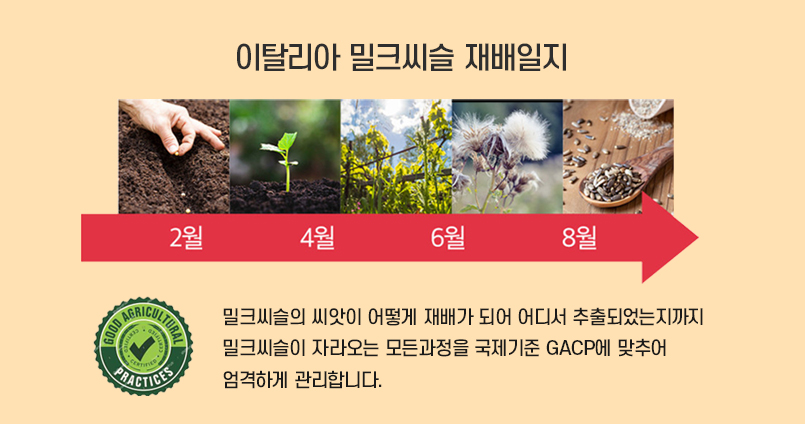 이탈리아 밀크씨슬 재배일지
2월 4월 6월 8월
밀크씨슬의 씨앗이 어떻게 재배가 되어 어디서 추출되었는지까지
밀크씨슬이 자라오는 모든과정을 국제기준 GACP에 맞추어
엄격하게 관리합니다.
GOOD AGRICULTURAL
CERTIFIED
PRACTICES